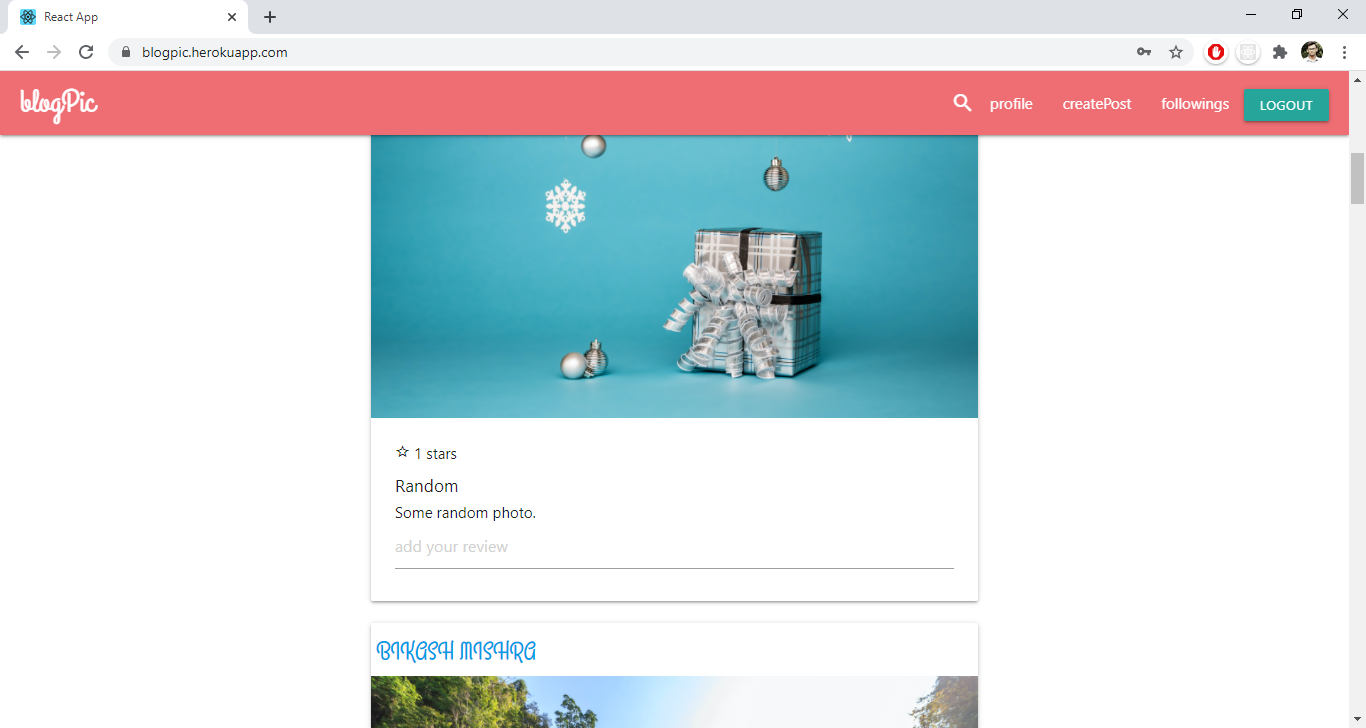 React App
blogpic.herokuapp.com
blogPic
profile
createPost
followings
LOGOUT
1 stars
Random
Some random photo.
add your review
BIKASH MISHRA